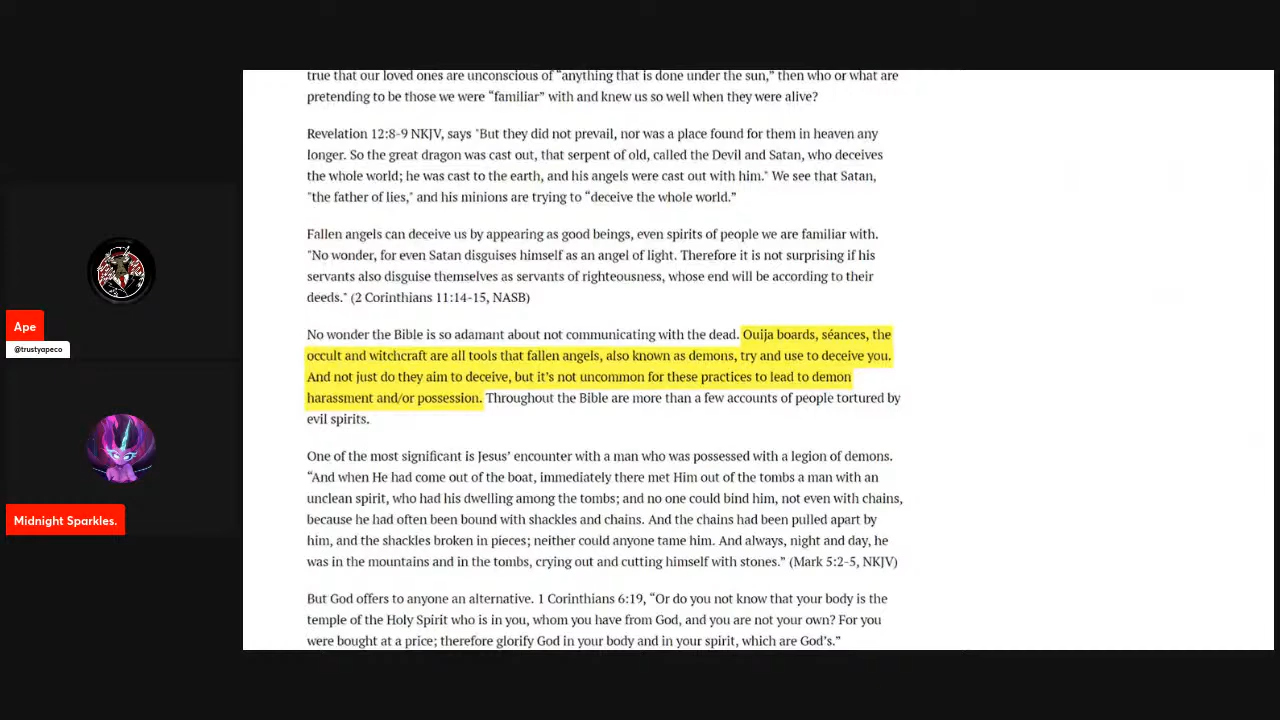 true that our loved ones are unconscious of “anything that is done under the sun,” then who or what are
pretending to be those we were “familiar” with and knew us so well when they were alive?
Revelation 12:8-9 NKJV, says "But they did not prevail, nor was a place found for them in heaven any
longer. So the great dragon was cast out, that serpent of old, called the Devil and Satan, who deceives
the whole world; he was cast to the earth, and his angels were cast out with him." We see that Satan,
"the father of lies," and his minions are trying to “deceive the whole world.”
Fallen angels can deceive us by appearing as good beings, even spirits of people we are familiar with.
"No wonder, for even Satan disguises himself as an angel of light. Therefore it is not surprising if his
servants also disguise themselves as servants of righteousness, whose end will be according to their
deeds." (2 Corinthians 11:14-15, NASB)
No wonder the Bible is so adamant about not communicating with the dead. Ouija boards, séances, the
occult and witchcraft are all tools that fallen angels, also known as demons, try and use to deceive you.
And not just do they aim to deceive, but it’s not uncommon for these practices to lead to demon
harassment and/or possession. Throughout the Bible are more than a few accounts of people tortured by
evil spirits.
One of the most significant is Jesus’ encounter with a man who was possessed with a legion of demons.
“And when He had come out of the boat, immediately there met Him out of the tombs a man with an
unclean spirit, who had his dwelling among the tombs; and no one could bind him, not even with chains,
because he had often been bound with shackles and chains. And the chains had been pulled apart by
him, and the shackles broken in pieces; neither could anyone tame him. And always, night and day, he
was in the mountains and in the tombs, crying out and cutting himself with stones.” (Mark 5:2-5, NKJV)
But God offers to anyone an alternative. 1 Corinthians 6:19, “Or do you not know that your body is the
temple of the Holy Spirit who is in you, whom you have from God, and you are not your own? For you
were bought at a price; therefore glorify God in your body and in your spirit, which are God’s.”
Ape
@trustyapeco
Midnight Sparkles.